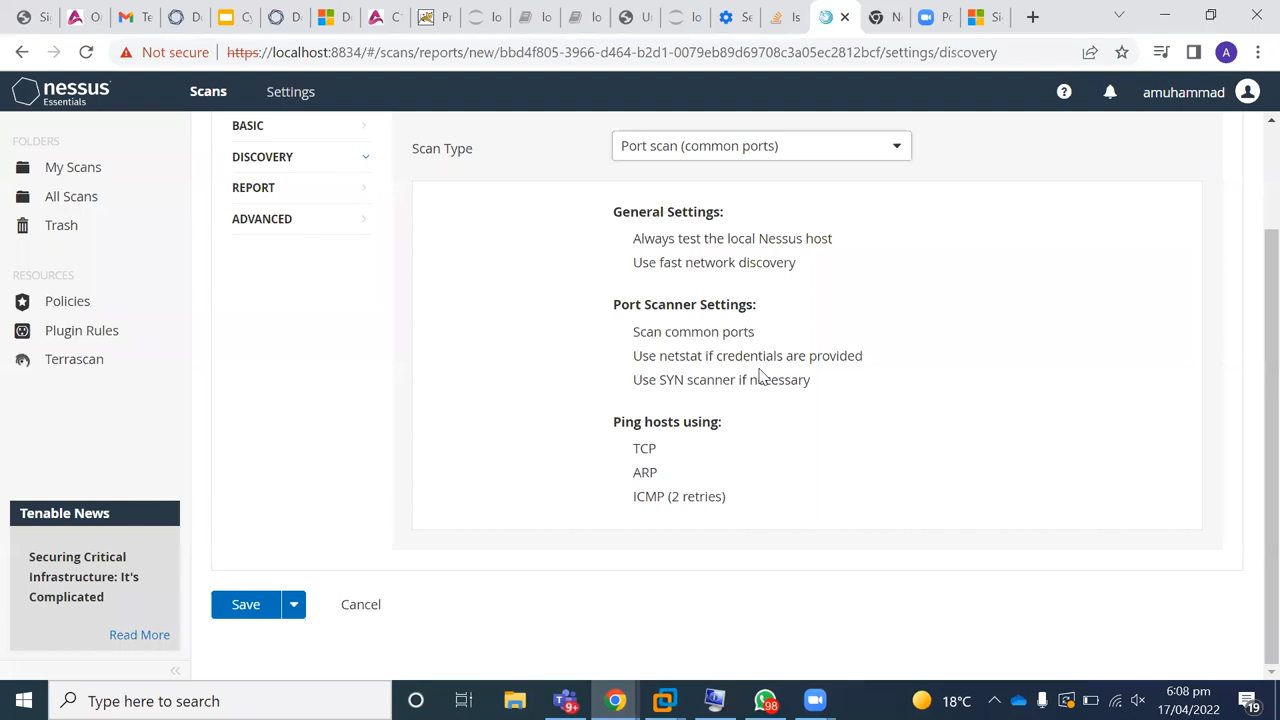 Not secure
https://localhost:8834/#/scans/reports/new/bbd4f805-3966-d464-b2d1-0079eb89d69708c3a05ec2812bcf/settings/discovery
A
nessus
Essentials
Scans
Settings
amuhammad
FOLDERS
My Scans
All Scans
Trash
RESOURCES
Policies
Plugin Rules
Terrascan
Tenable News
Securing Critical
Infrastructure: It's
Complicated
Read More
BASIC
DISCOVERY
REPORT
ADVANCED
Scan Type
Port scan (common ports)
General Settings:
Always test the local Nessus host
Use fast network discovery
Port Scanner Settings:
Scan common ports
Use netstat if credentials are provided
Use SYN scanner if necessary
Ping hosts using:
TCP
ARP
ICMP (2 retries)
Save
Cancel
Type here to search
9+
98
18°C
6:08 pm
17/04/2022
19